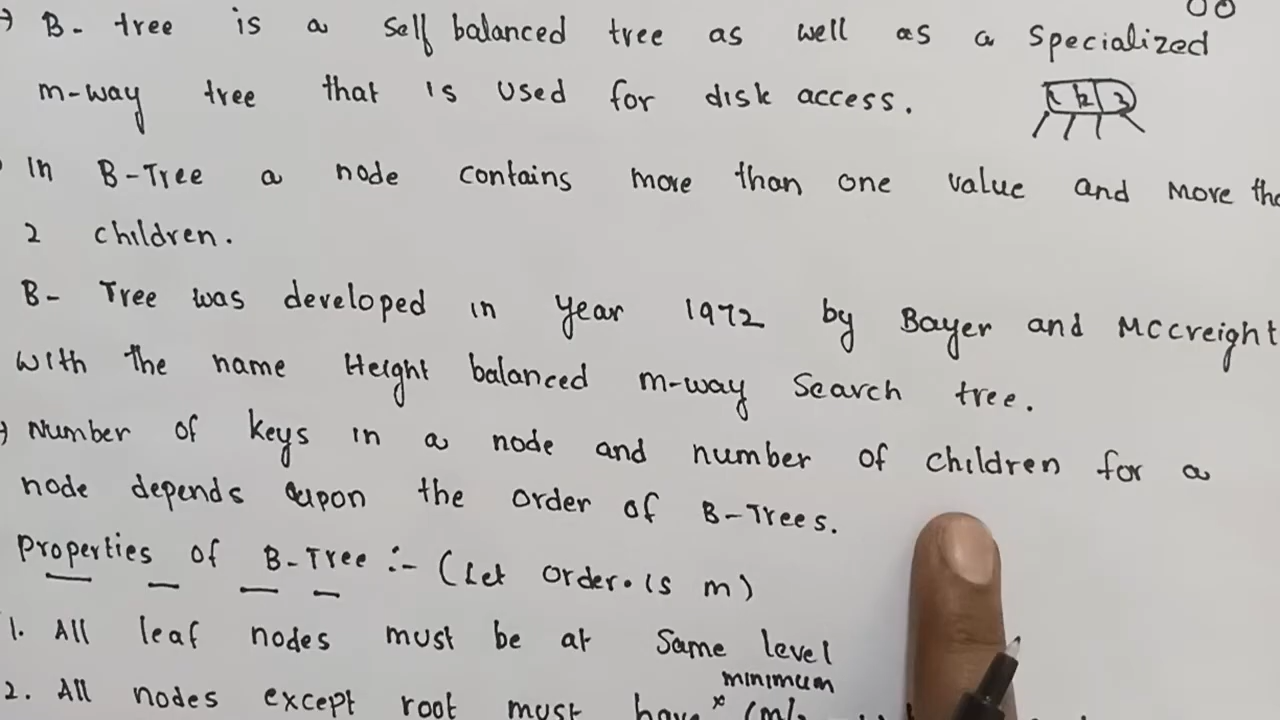 → B- tree is a self balanced tree as well as a specialized
m-way tree that is used for disk access.
1 2 3
In B-Tree a node contains more than one value and more tha
2 children.
B- Tree was developed in year 1972 by Bayer and Mccreight
with the name Height balanced m-way search tree.
→ Number of keys in a node and number of children for a
node depends upon the order of B-Trees.
Properties of B-Tree :- (Let order is m)
1. All leaf nodes must be at same level
minimum
2. All nodes except root must have